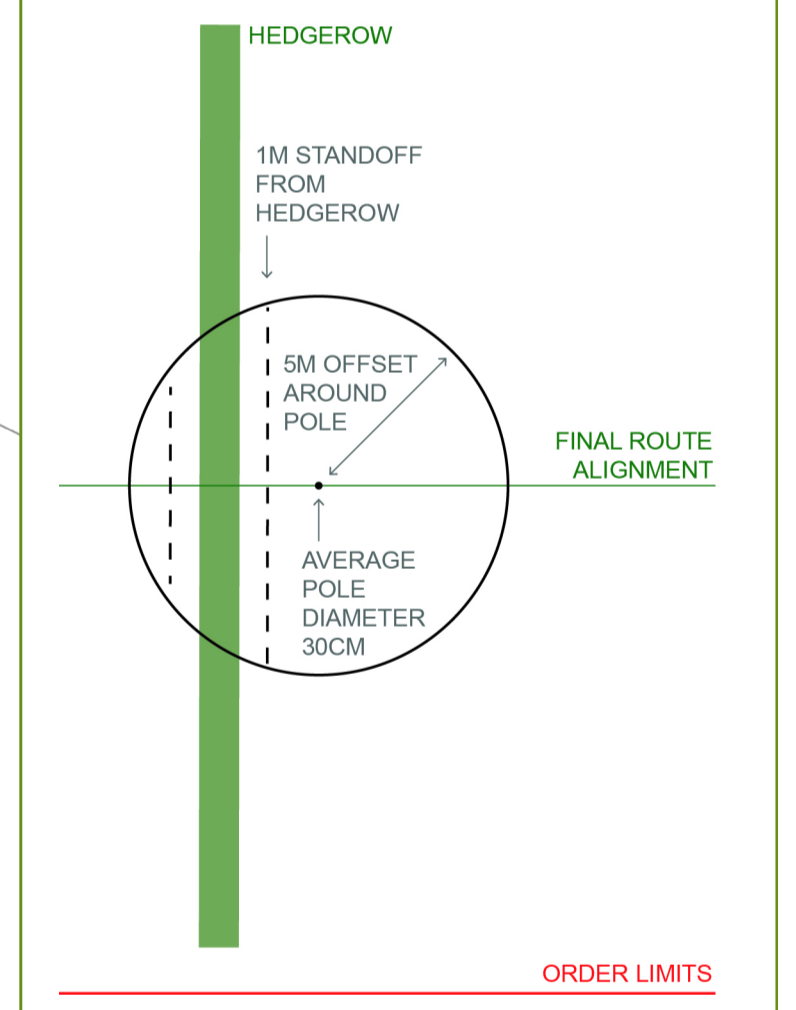 HEDGEROW
1M STANDOFF
FROM
HEDGEROW
5M OFFSET
AROUND
POLE
FINAL ROUTE
ALIGNMENT
AVERAGE
POLE
DIAMETER
30CM
ORDER LIMITS